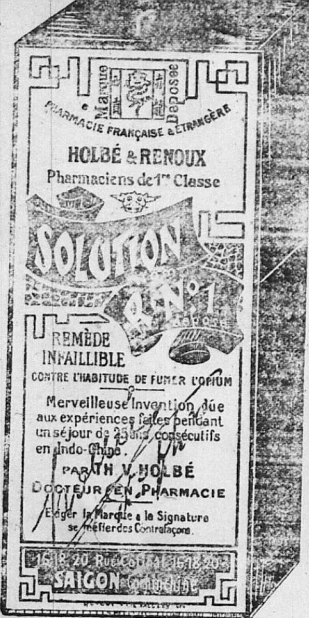 Marque
Déposée
PHARMACIE FRANÇAISE & ÉTRANGÈRE
HOLBÉ & RENOUX
Pharmaciens de 1re Classe
SOLUTION
R. No 1
REMÈDE
INFAILLIBLE
CONTRE L'HABITUDE DE FUMER L'OPIUM
Merveilleuse Invention dûe
aux expériences faites pendant
un séjour de 25 ans consécutifs
en Indo-Chine
PAR TH. V. HOLBÉ
DOCTEUR EN PHARMACIE
Exiger la Marque & la Signature
se méfier des Contrefaçons
16.18.20 Rue Catinat 16.18.20
SAIGON Cochinchine